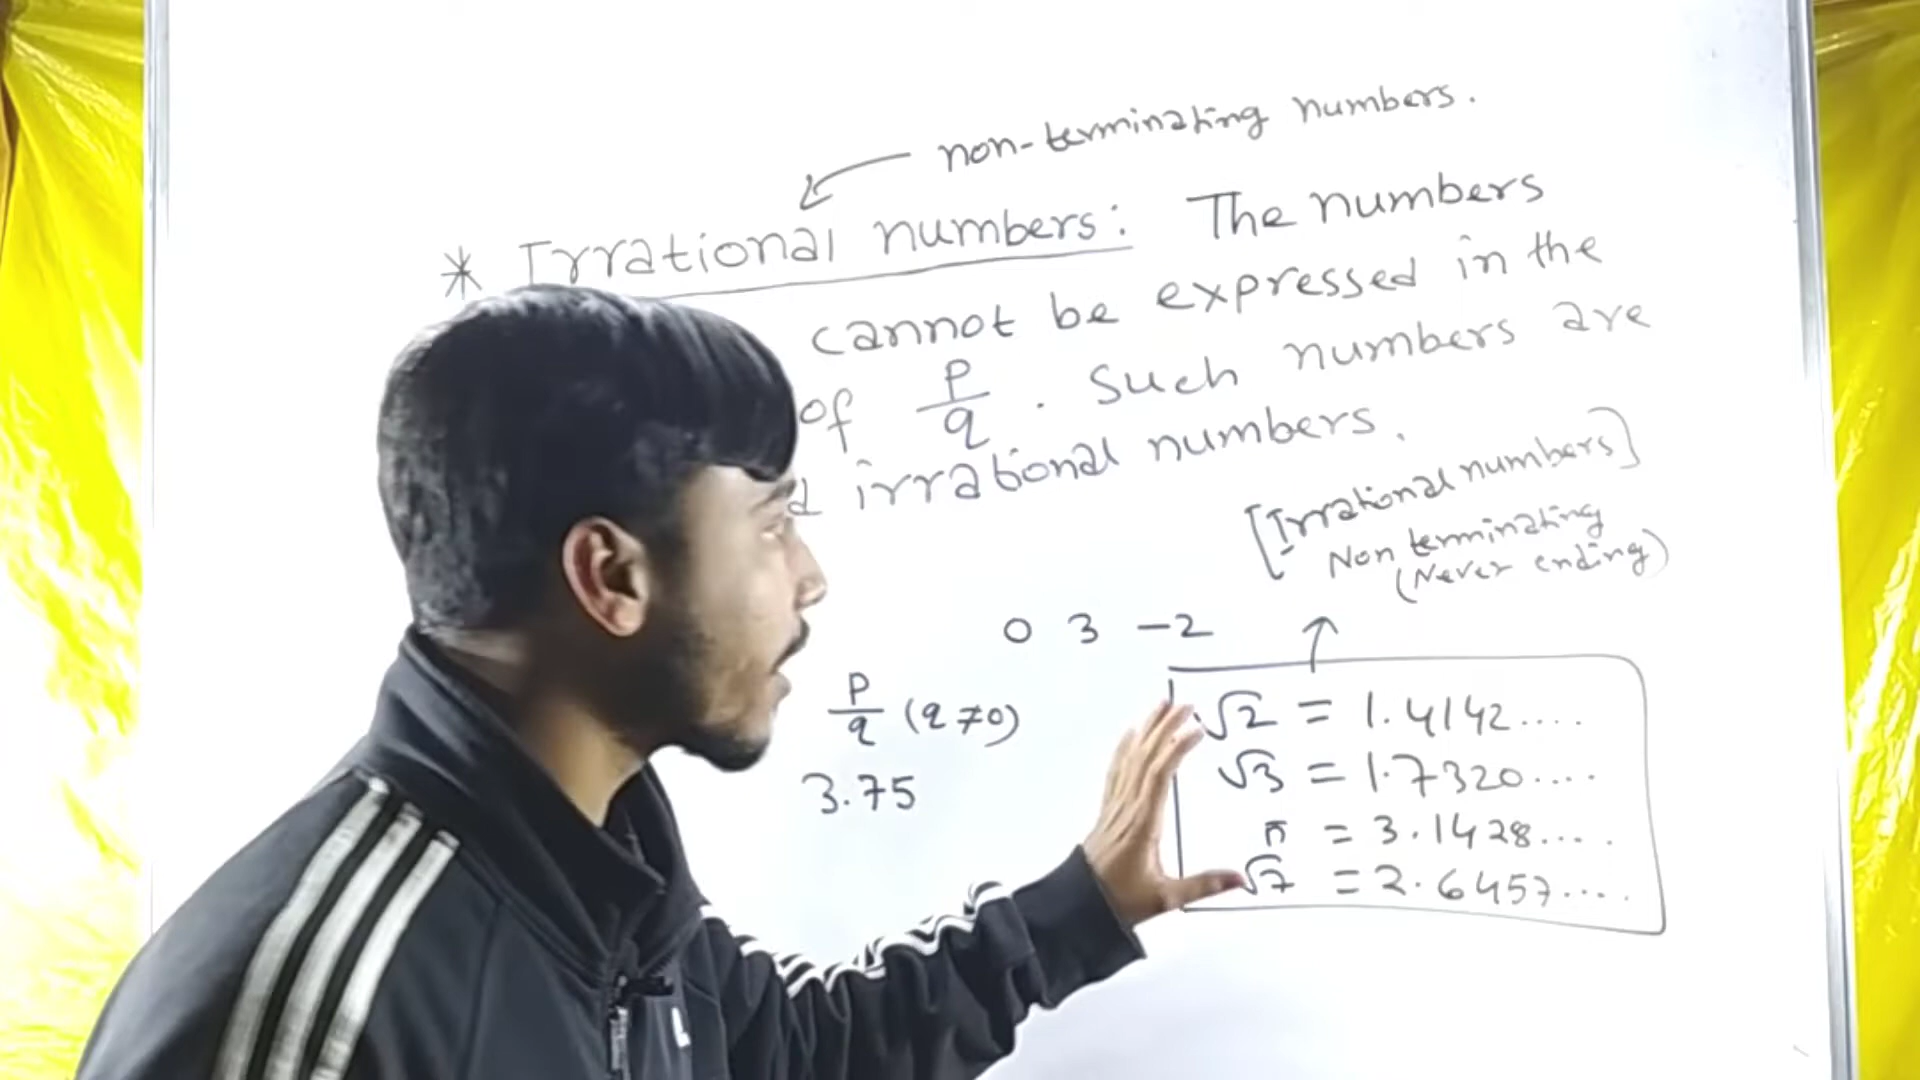 non-terminating numbers.
* Irrational numbers: The numbers
cannot be expressed in the
of p/q. Such numbers are
irrational numbers.
[Irrational numbers]
Non terminating
(Never ending)
0 3 -2
p/q (q≠0)
3.75
√2 = 1.4142....
√3 = 1.7320....
π = 3.1428....
√7 = 2.6457....